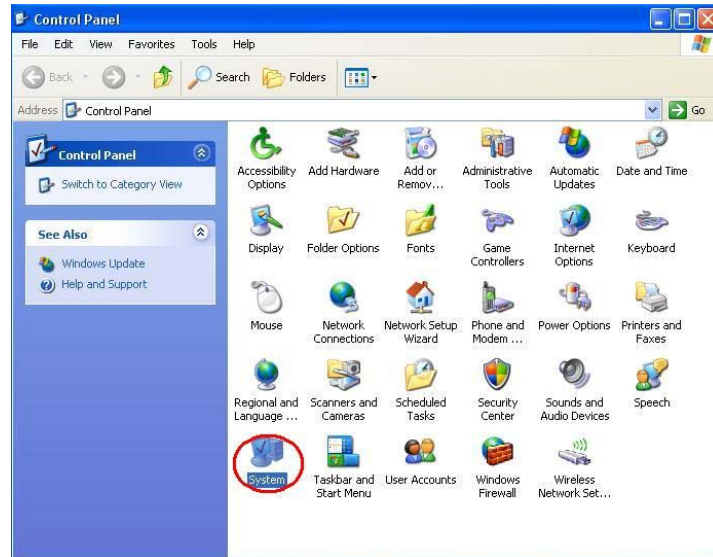 Control Panel
File Edit View Favorites Tools Help
Back Search Folders
Address Control Panel Go
Control Panel
Switch to Category View
See Also
Windows Update
Help and Support
Accessibility Options
Add Hardware
Add or Remov...
Administrative Tools
Automatic Updates
Date and Time
Display
Folder Options
Fonts
Game Controllers
Internet Options
Keyboard
Mouse
Network Connections
Network Setup Wizard
Phone and Modem ...
Power Options
Printers and Faxes
Regional and Language ...
Scanners and Cameras
Scheduled Tasks
Security Center
Sounds and Audio Devices
Speech
System
Taskbar and Start Menu
User Accounts
Windows Firewall
Wireless Network Set...